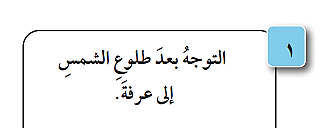 ١
التوجهُ بعدَ طلوعِ الشمسِ
إلى عرفةَ.